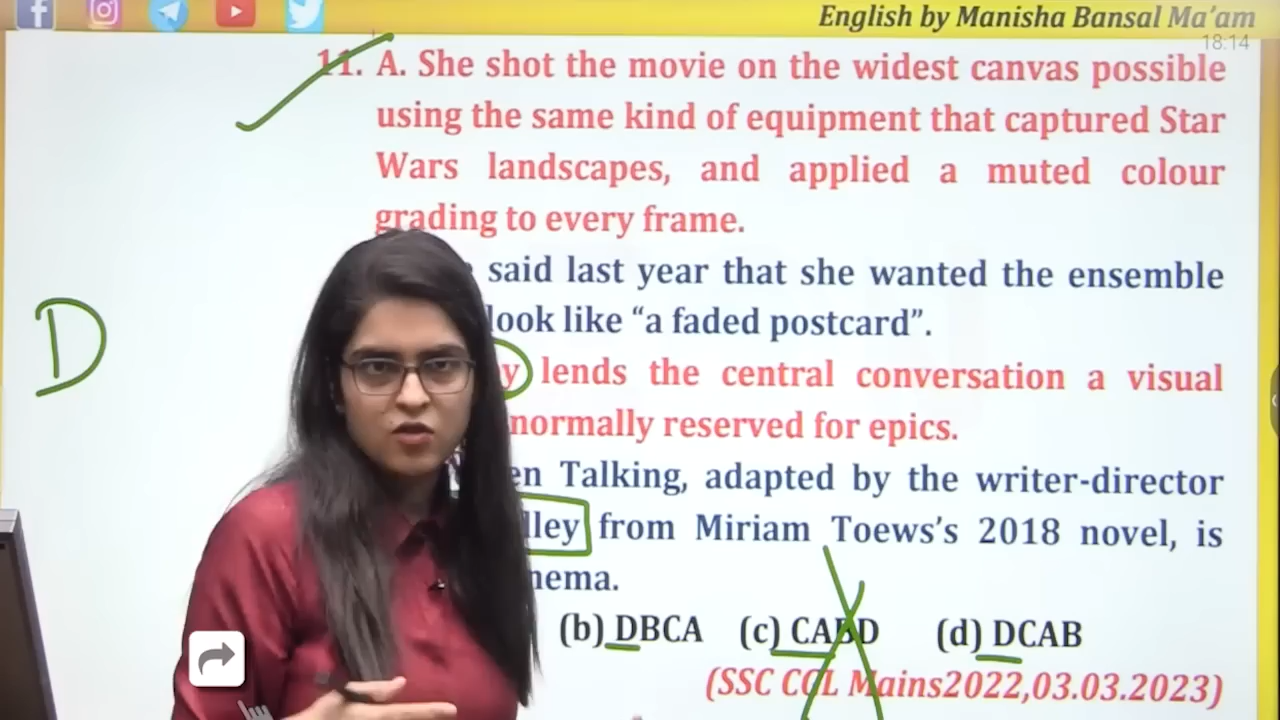 English by Manisha Bansal Ma'am
18:14
11. A. She shot the movie on the widest canvas possible
using the same kind of equipment that captured Star
Wars landscapes, and applied a muted colour
grading to every frame.
said last year that she wanted the ensemble
look like “a faded postcard”.
lends the central conversation a visual
normally reserved for epics.
Talking, adapted by the writer-director
from Miriam Toews's 2018 novel, is
D
(b) DBCA (c) CABD (d) DCAB
(SSC CGL Mains2022,03.03.2023)